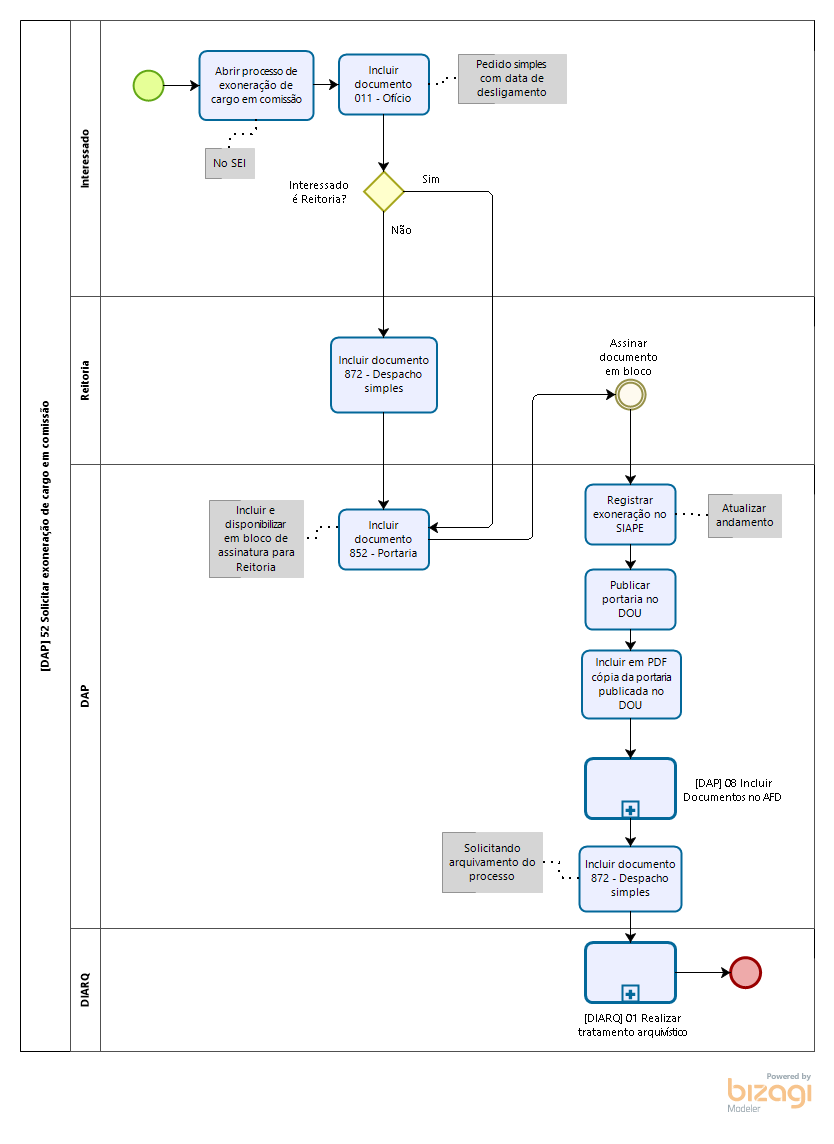 [DAP] 52 Solicitar exoneração de cargo em comissão
Interessado
Abrir processo de
exoneração de
cargo em comissão
Incluir
documento
011 - Ofício
Pedido simples
com data de
desligamento
No SEI
Interessado
é Reitoria?
Sim
Não
Reitoria
Incluir documento
872 - Despacho
simples
Assinar
documento
em bloco
DAP
Incluir e
disponibilizar
em bloco de
assinatura para
Reitoria
Incluir
documento
852 - Portaria
Registrar
exoneração no
SIAPE
Atualizar
andamento
Publicar
portaria no
DOU
Incluir em PDF
cópia da portaria
publicada no
DOU
[DAP] 08 Incluir
Documentos no AFD
Solicitando
arquivamento do
processo
Incluir documento
872 - Despacho
simples
DIARQ
[DIARQ] 01 Realizar
tratamento arquivístico
Powered by
bizagi
Modeler